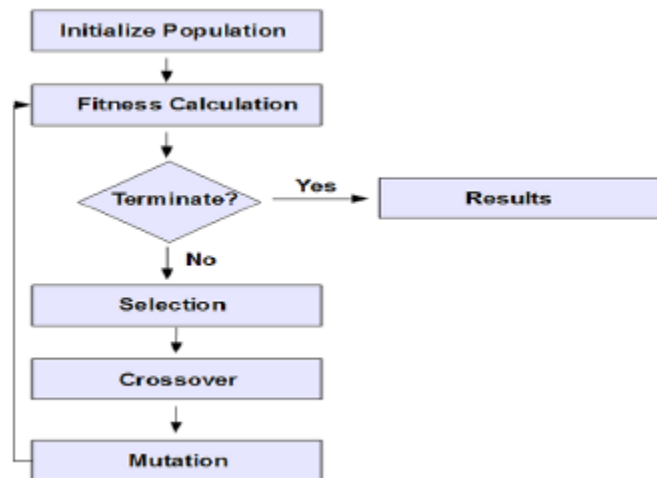 Initialize Population
Fitness Calculation
Terminate?
Yes
Results
No
Selection
Crossover
Mutation